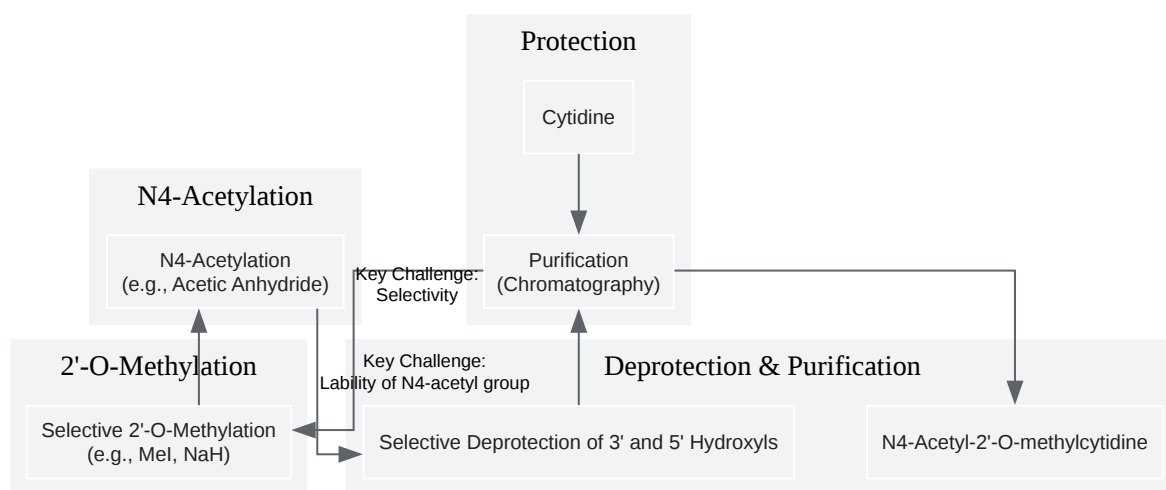 Protection
Cytidine
N4-Acetylation
N4-Acetylation
(e.g., Acetic Anhydride)
Key Challenge:
Selectivity
Purification
(Chromatography)
2'-O-Methylation
Key Challenge:
Lability of N4-acetyl group
Deprotection & Purification
Selective 2'-O-Methylation
(e.g., MeI, NaH)
Selective Deprotection of 3' and 5' Hydroxyls
N4-Acetyl-2'-O-methylcytidine